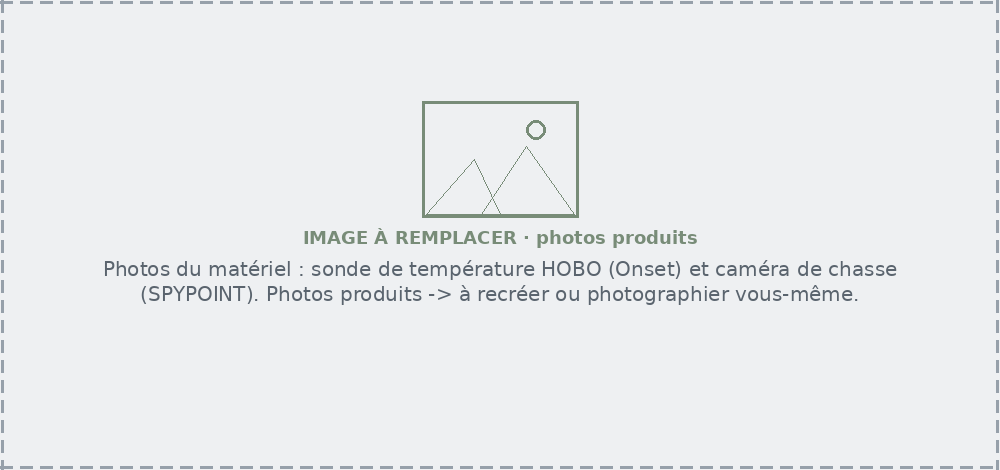 IMAGE À REMPLACER · photos produits
Photos du matériel : sonde de température HOBO (Onset) et caméra de chasse
(SPYPOINT). Photos produits -> à recréer ou photographier vous-même.